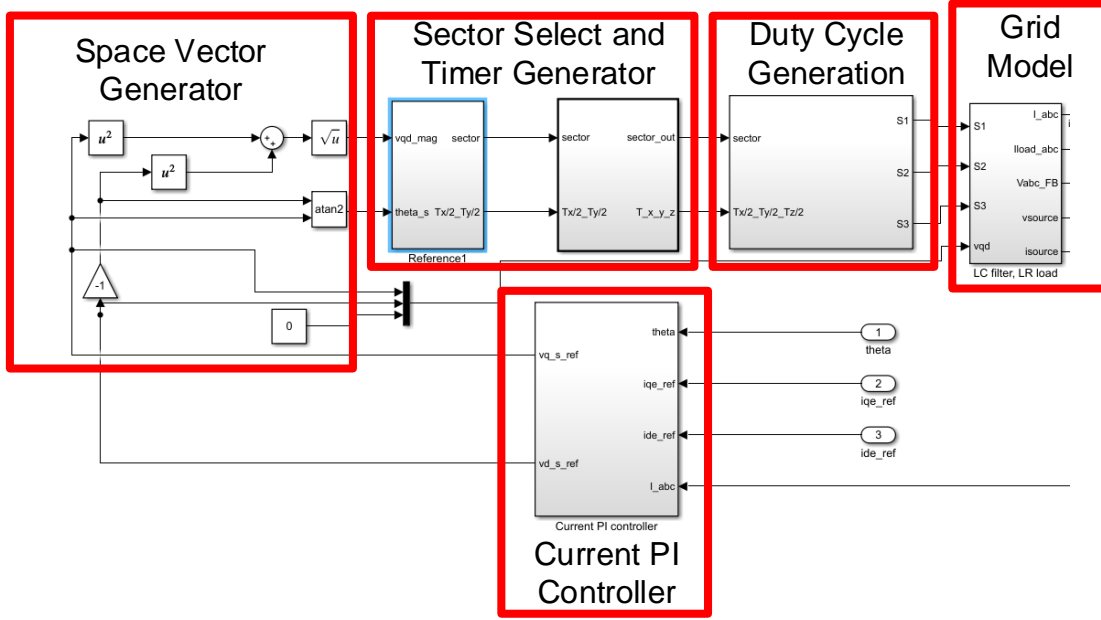 Space Vector
Generator
Sector Select and
Timer Generator
Duty Cycle
Generation
Grid
Model
u²
u²
+
+
√u
atan2
-1
0
vqd_mag
sector
theta_s
Tx/2_Ty/2
Reference1
sector
sector_out
Tx/2_Ty/2
T_x_y_z
sector
S1
S2
Tx/2_Ty/2_Tz/2
S3
I_abc
S1
Iload_abc
S2
Vabc_FB
S3
vsource
vqd
isource
LC filter, LR load
vq_s_ref
theta
iqe_ref
ide_ref
vd_s_ref
I_abc
Current PI controller
Current PI
Controller
1
theta
2
iqe_ref
3
ide_ref